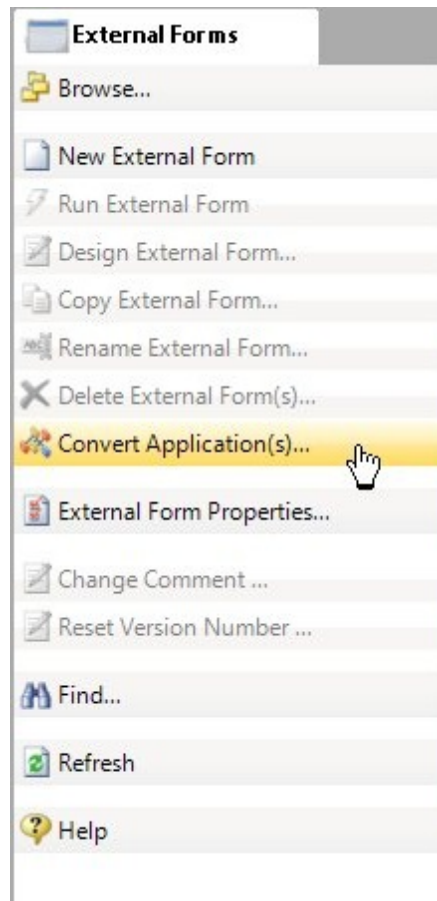 External Forms
Browse...
New External Form
Run External Form
Design External Form...
Copy External Form...
Rename External Form...
Delete External Form(s)...
Convert Application(s)...
External Form Properties...
Change Comment ...
Reset Version Number ...
Find...
Refresh
Help